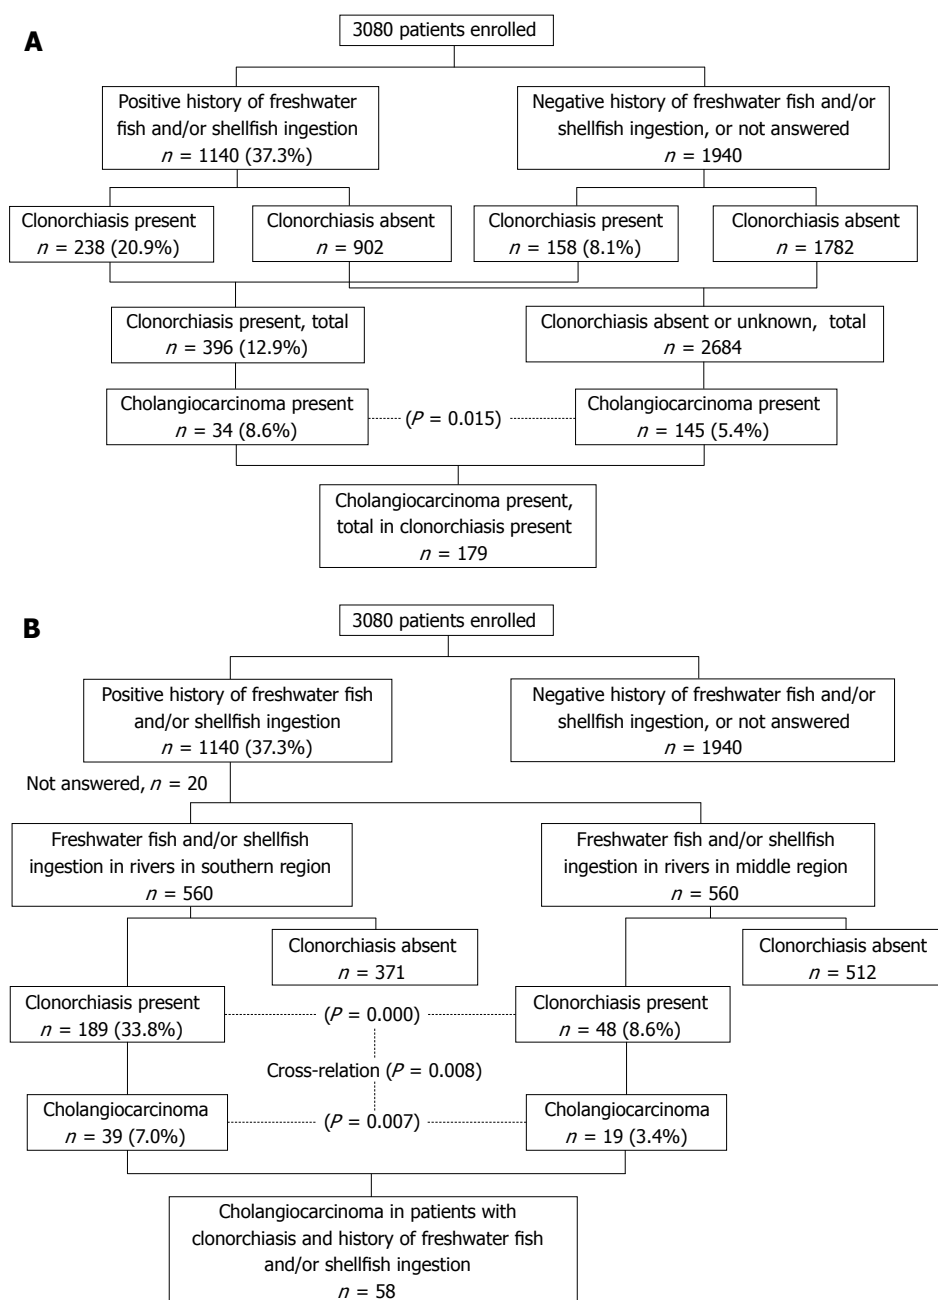 A
3080 patients enrolled
Positive history of freshwater
fish and/or shellfish ingestion
n = 1140 (37.3%)
Negative history of freshwater fish and/or
shellfish ingestion, or not answered
n = 1940
Clonorchiasis present
n = 238 (20.9%)
Clonorchiasis absent
n = 902
Clonorchiasis present
n = 158 (8.1%)
Clonorchiasis absent
n = 1782
Clonorchiasis present, total
n = 396 (12.9%)
Clonorchiasis absent or unknown, total
n = 2684
Cholangiocarcinoma present
n = 34 (8.6%)
(P = 0.015)
Cholangiocarcinoma present
n = 145 (5.4%)
Cholangiocarcinoma present,
total in clonorchiasis present
n = 179
B
3080 patients enrolled
Positive history of freshwater fish
and/or shellfish ingestion
n = 1140 (37.3%)
Negative history of freshwater fish and/or
shellfish ingestion, or not answered
n = 1940
Not answered, n = 20
Freshwater fish and/or shellfish
ingestion in rivers in southern region
n = 560
Freshwater fish and/or shellfish
ingestion in rivers in middle region
n = 560
Clonorchiasis absent
n = 371
Clonorchiasis absent
n = 512
Clonorchiasis present
n = 189 (33.8%)
(P = 0.000)
Clonorchiasis present
n = 48 (8.6%)
Cross-relation (P = 0.008)
Cholangiocarcinoma
n = 39 (7.0%)
(P = 0.007)
Cholangiocarcinoma
n = 19 (3.4%)
Cholangiocarcinoma in patients with
clonorchiasis and history of freshwater fish
and/or shellfish ingestion
n = 58